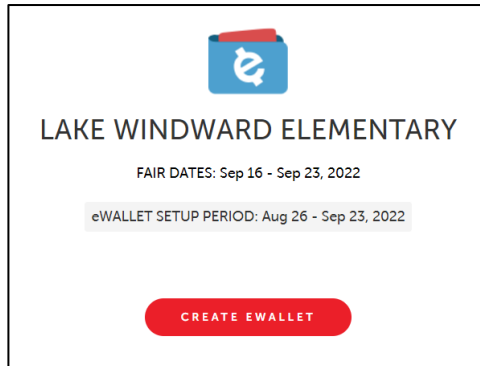 LAKE WINDWARD ELEMENTARY
FAIR DATES: Sep 16 - Sep 23, 2022
eWALLET SETUP PERIOD: Aug 26 - Sep 23, 2022
CREATE EWALLET